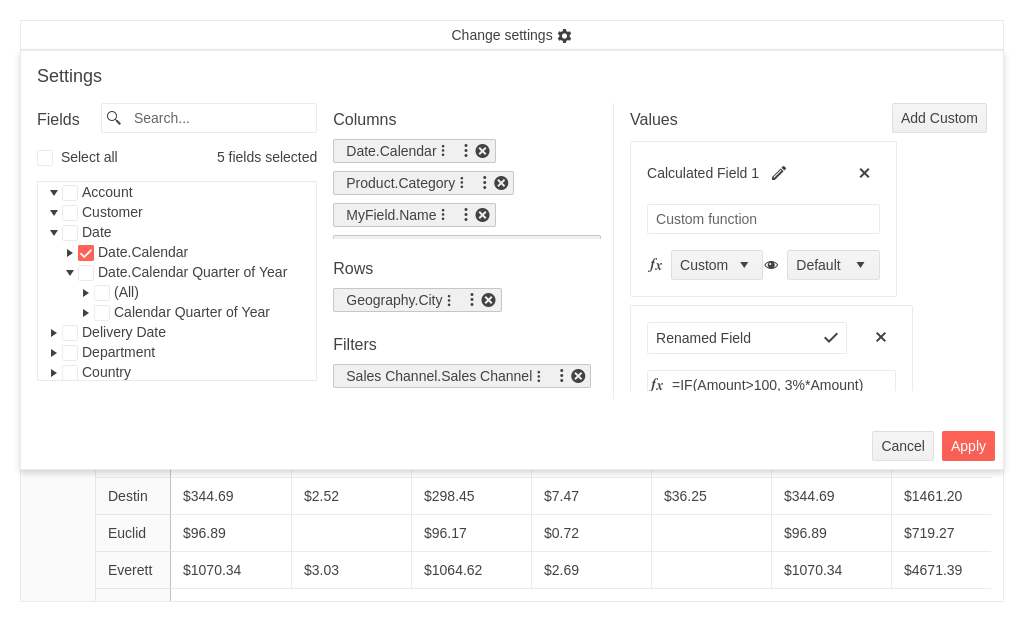 Change settings
Settings
Fields
Search...
Select all
5 fields selected
Account
Customer
Date
Date.Calendar
Date.Calendar Quarter of Year
(All)
Calendar Quarter of Year
Delivery Date
Department
Country
Columns
Date.Calendar
Product.Category
MyField.Name
Rows
Geography.City
Filters
Sales Channel.Sales Channel
Values
Add Custom
Calculated Field 1
Custom function
fx Custom Default
Renamed Field
fx =IF(Amount>100, 3%*Amount)
Cancel Apply
Destin $344.69 $2.52 $298.45 $7.47 $36.25 $344.69 $1461.20
Euclid $96.89 $96.17 $0.72 $96.89 $719.27
Everett $1070.34 $3.03 $1064.62 $2.69 $1070.34 $4671.39